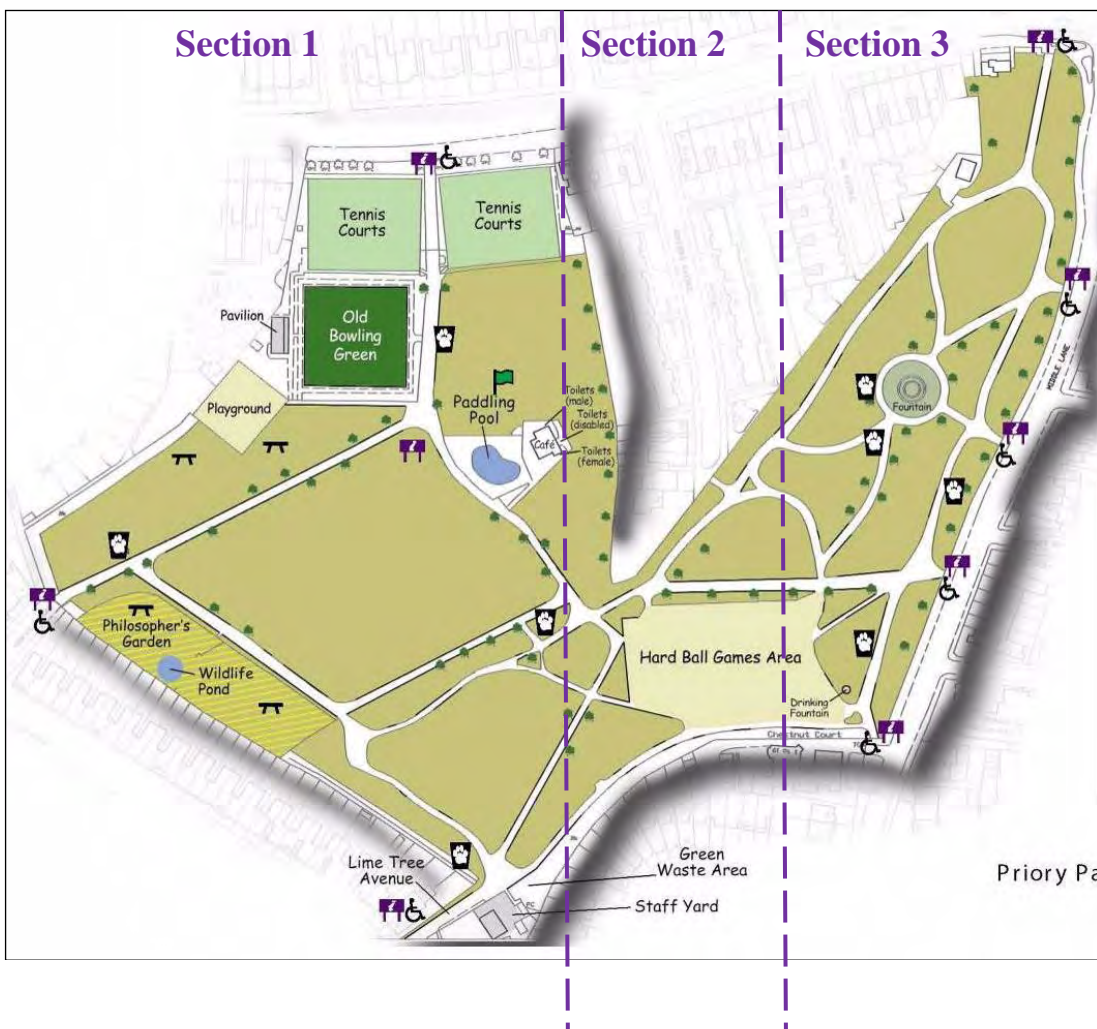 Section 1
Section 2
Section 3
Tennis
Courts
Tennis
Courts
Pavilion
Old
Bowling
Green
Playground
Paddling
Pool
Toilets
(male)
Toilets
(disabled)
Café
Toilets
(female)
Fountain
MIDDLE LANE
Philosopher's
Garden
Wildlife
Pond
Hard Ball Games Area
Drinking
Fountain
Chestnut Court
Lime Tree
Avenue
Green
Waste Area
Staff Yard
Priory Pa